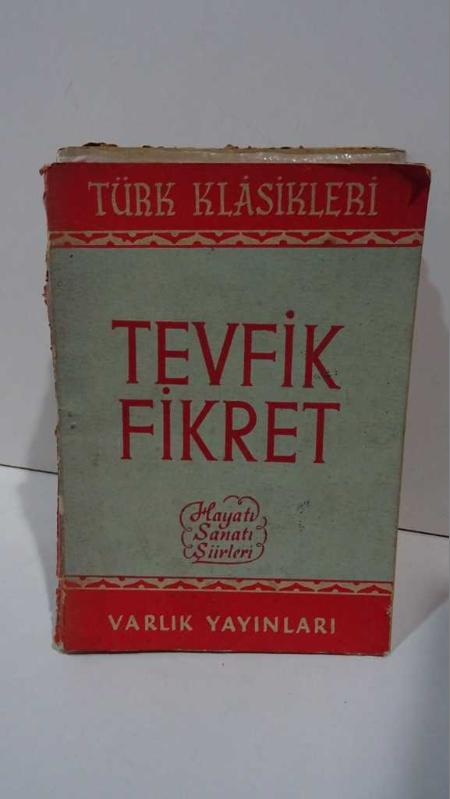 TÜRK KLÂSİKLERİ
TEVFİK
FİKRET
Hayatı
Sanatı
Şiirleri
VARLIK YAYINLARI